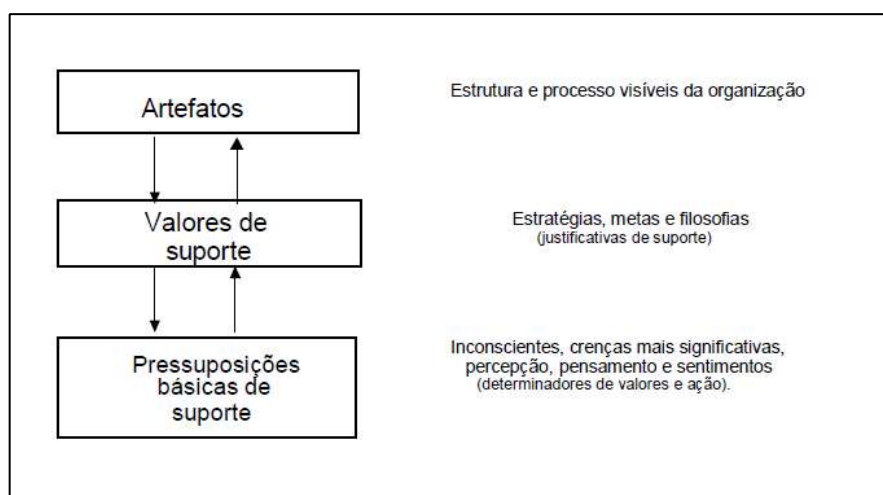 Artefatos
Estrutura e processo visíveis da organização
Valores de
suporte
Estratégias, metas e filosofias
(justificativas de suporte)
Pressuposições
básicas de
suporte
Inconscientes, crenças mais significativas,
percepção, pensamento e sentimentos
(determinadores de valores e ação).